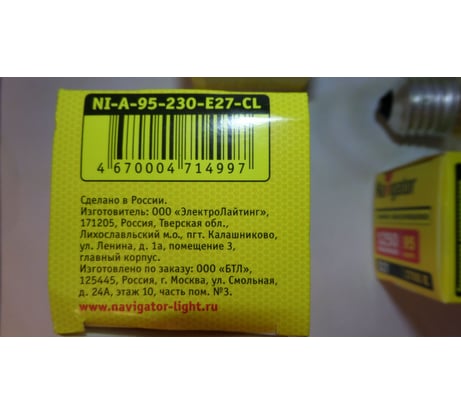 NI-A-95-230-E27-CL
4 670004 714997
Сделано в России.
Изготовитель: ООО «ЭлектроЛайтинг»,
171205, Россия, Тверская обл.,
Лихославльский м.о., пгт. Калашниково,
ул. Ленина, д. 1а, помещение 3,
главный корпус.
Изготовлено по заказу: ООО «БТЛ»,
125445, Россия, г. Москва, ул. Смольная,
д. 24А, этаж 10, часть пом. №3.
www.navigator-light.ru
Navigator
95